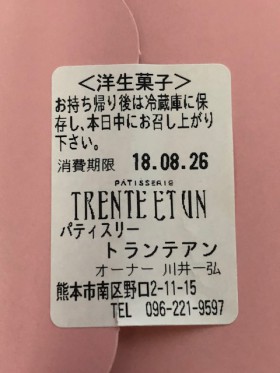 ＜洋生菓子＞
お持ち帰り後は冷蔵庫に保
存し、本日中にお召し上がり
下さい。
消費期限 18.08.26
PATISSERIE
TRENTE ET UN
パティスリー
トランテアン
オーナー 川井一弘
熊本市南区野口2-11-15
TEL 096-221-9597